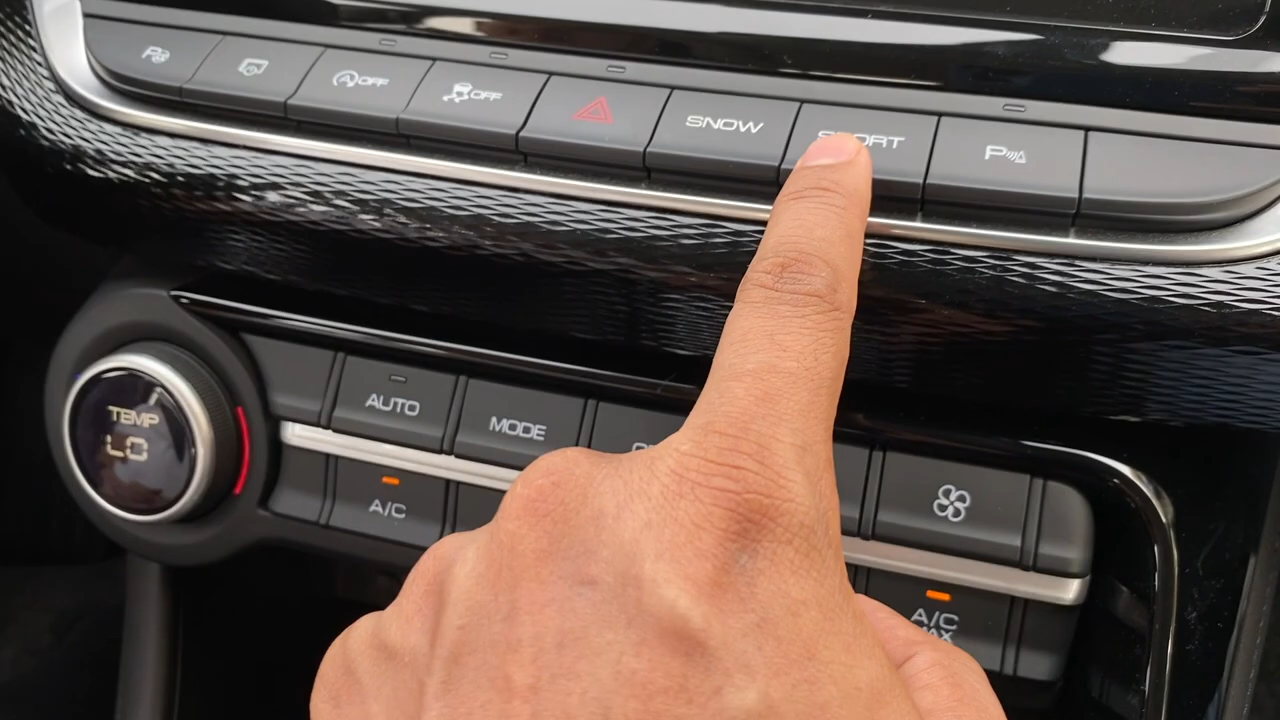 P
A OFF
OFF
SNOW
SPORT
P
TEMP
LO
AUTO
MODE
A/C
A/C
MAX